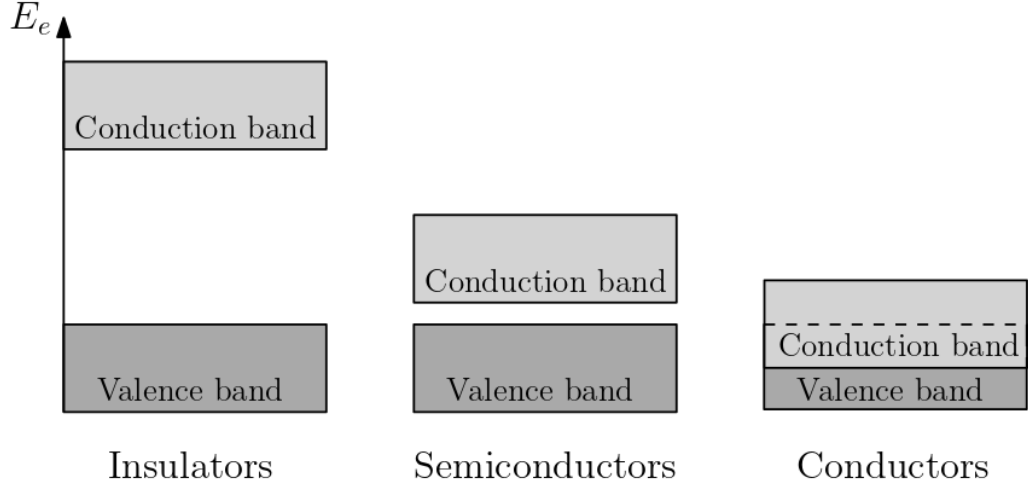 E_e
Conduction band
Conduction band
Conduction band
Valence band
Valence band
Valence band
Insulators
Semiconductors
Conductors